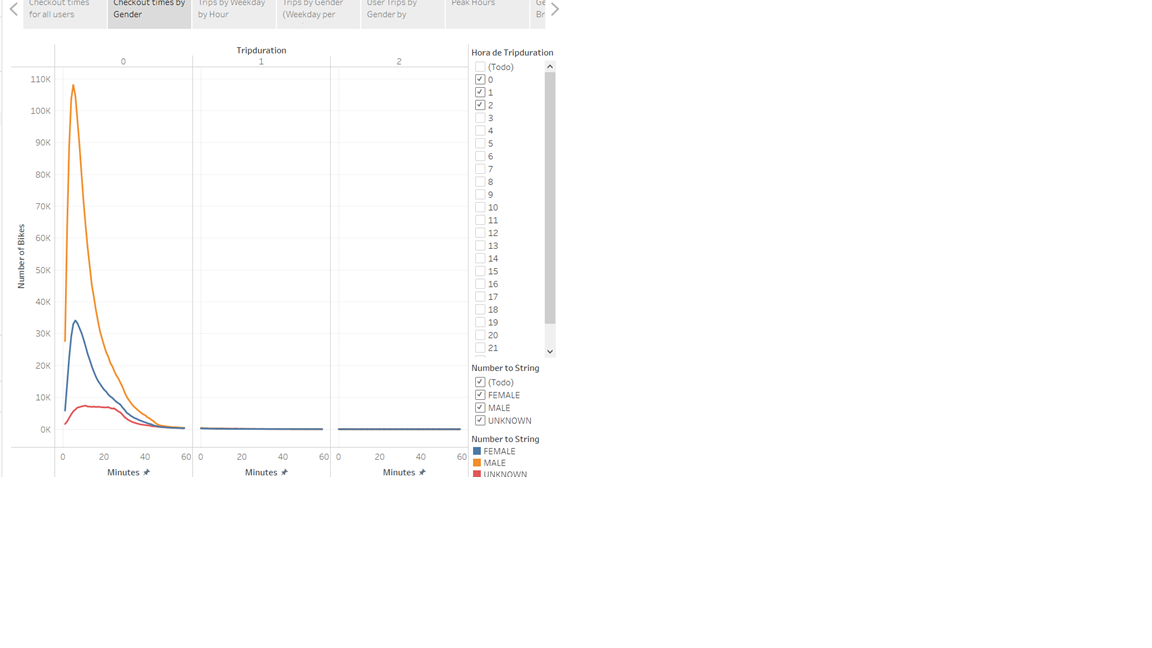 Checkout times
for all users
Checkout times by
Gender
Trips by Weekday
by Hour
Trips by Gender
(Weekday per
User Trips by
Gender by
Peak Hours
Ge
Br
Tripduration
0 1 2
Number of Bikes
110K
100K
90K
80K
70K
60K
50K
40K
30K
20K
10K
0K
0 20 40 60 0 20 40 60 0 20 40 60
Minutes Minutes Minutes
Hora de Tripduration
(Todo)
0
1
2
3
4
5
6
7
8
9
10
11
12
13
14
15
16
17
18
19
20
21
Number to String
(Todo)
FEMALE
MALE
UNKNOWN
Number to String
FEMALE
MALE
UNKNOWN